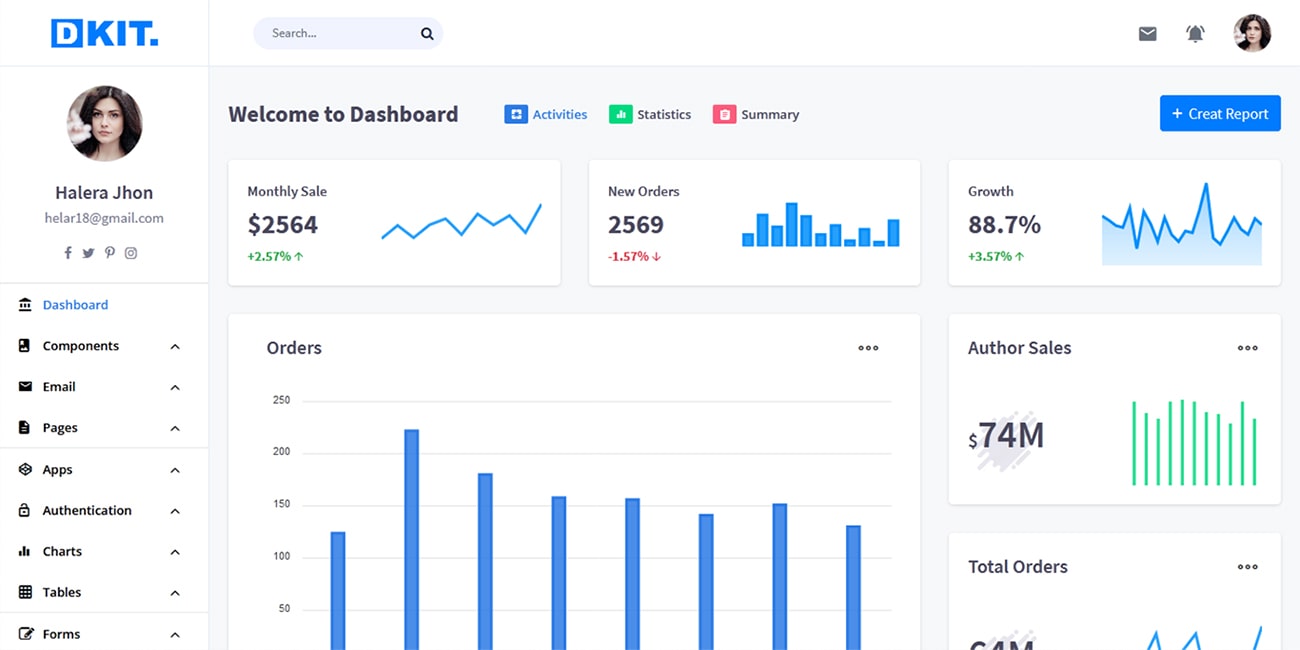 DKIT.
Search...
Halera Jhon
helar18@gmail.com
Dashboard
Components
Email
Pages
Apps
Authentication
Charts
Tables
Forms
Welcome to Dashboard
Activities
Statistics
Summary
+ Creat Report
Monthly Sale
$2564
+2.57% ↑
New Orders
2569
-1.57% ↓
Growth
88.7%
+3.57% ↑
Orders
250
200
150
100
50
Author Sales
$74M
Total Orders
64M